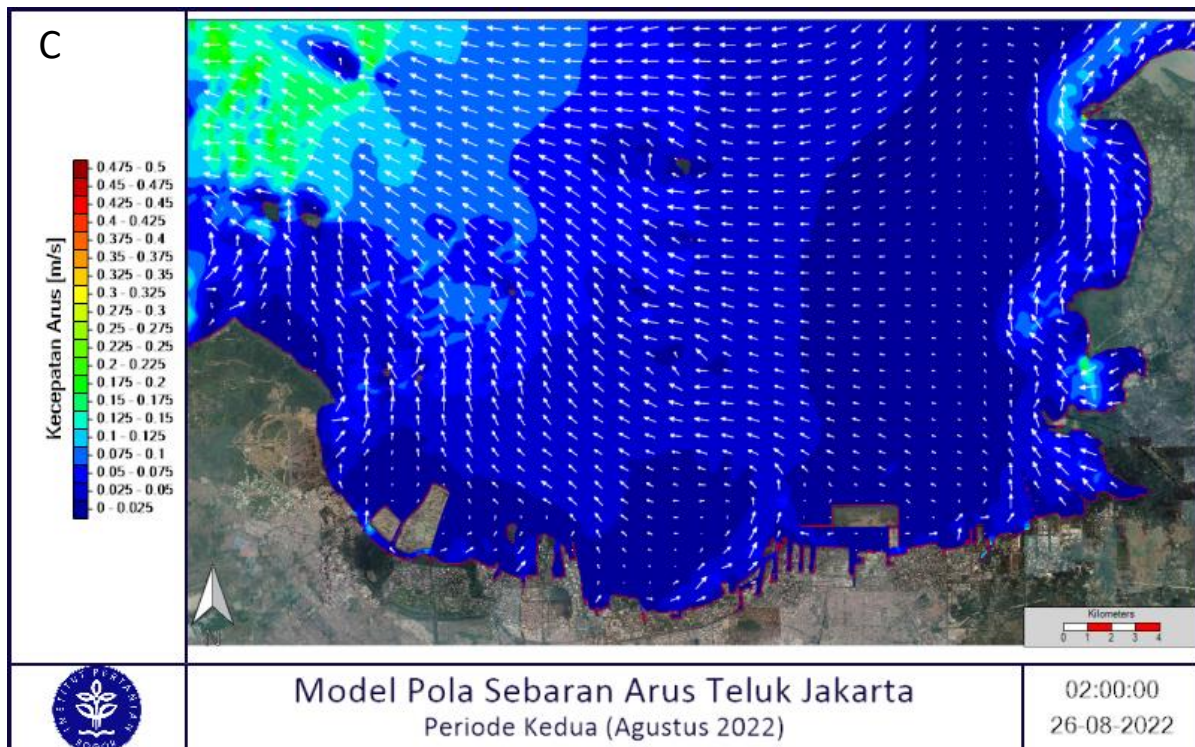 C
Kecepatan Arus [m/s]
0.475 - 0.5
0.45 - 0.475
0.425 - 0.45
0.4 - 0.425
0.375 - 0.4
0.35 - 0.375
0.325 - 0.35
0.3 - 0.325
0.275 - 0.3
0.25 - 0.275
0.225 - 0.25
0.2 - 0.225
0.175 - 0.2
0.15 - 0.175
0.125 - 0.15
0.1 - 0.125
0.075 - 0.1
0.05 - 0.075
0.025 - 0.05
0 - 0.025
Kilometers
0 1 2 3 4
INSTITUT PERTANIAN
BOGOR
Model Pola Sebaran Arus Teluk Jakarta
Periode Kedua (Agustus 2022)
02:00:00
26-08-2022